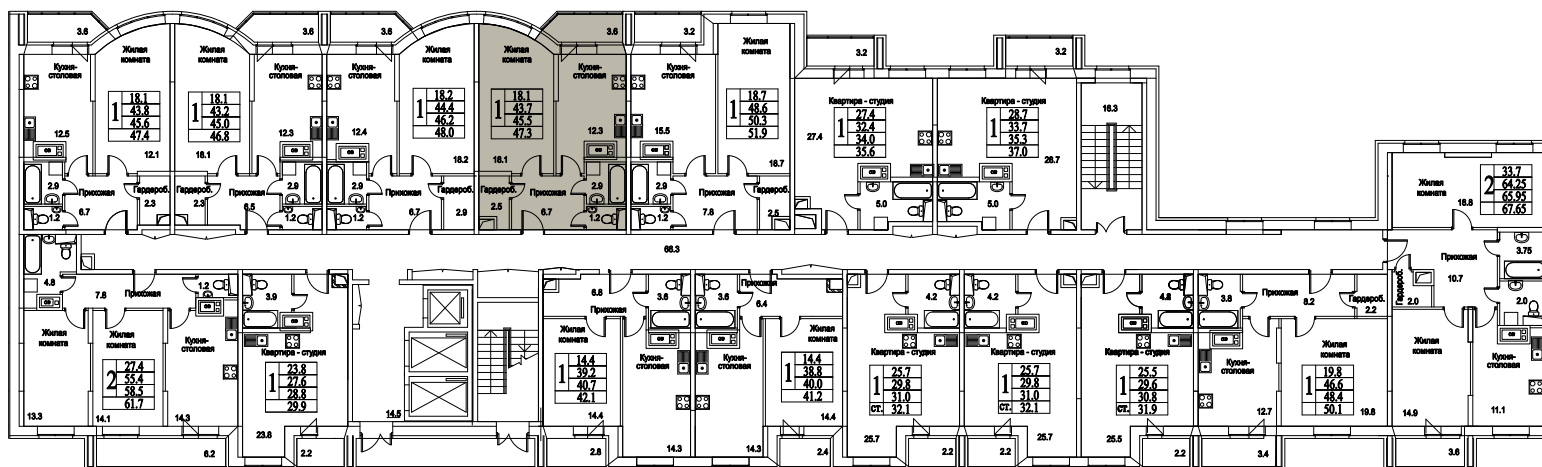 3.6
Жилая
комната
Кухня-
столовая
1
18.1
43.8
45.6
47.4
12.5
12.1
2.9
1.2
6.7
Прихожая
Гардероб.
2.3
3.6
Жилая
комната
Кухня-
столовая
1
18.1
43.2
45.0
46.8
12.3
18.1
2.9
1.2
6.5
Прихожая
Гардероб.
2.3
3.6
Жилая
комната
Кухня-
столовая
1
18.2
44.4
46.2
48.0
12.4
18.2
2.9
1.2
6.7
Прихожая
Гардероб.
2.9
3.6
Жилая
комната
Кухня-
столовая
1
18.1
43.7
45.5
47.3
12.3
18.1
2.9
1.2
6.7
Прихожая
Гардероб.
2.5
3.2
Жилая
комната
Кухня-
столовая
1
18.7
48.6
50.3
51.9
15.5
18.7
2.9
1.2
7.8
Прихожая
Гардероб.
2.5
3.2
Квартира - студия
1
27.4
32.4
34.0
35.6
27.4
5.0
3.2
Квартира - студия
1
28.7
33.7
35.3
37.0
28.7
5.0
16.3
Жилая
комната
2
33.7
64.25
65.95
67.65
18.8
Прихожая
10.7
3.75
2.0
Гардероб.
2.0
Жилая
комната
14.9
Кухня-
столовая
11.1
3.6
68.3
4.8
7.8
Прихожая
1.2
Жилая
комната
Жилая
комната
Кухня-
столовая
2
27.4
55.4
58.5
61.7
13.3
14.1
14.3
6.2
3.9
Квартира - студия
1
23.8
27.6
28.8
29.9
23.8
2.2
14.5
6.8
Прихожая
3.6
Жилая
комната
Кухня-
столовая
1
14.4
39.2
40.7
42.1
14.4
14.3
2.8
Прихожая
3.6
6.4
Жилая
комната
Кухня-
столовая
1
14.4
38.8
40.0
41.2
14.4
14.3
2.4
4.2
Квартира - студия
1
25.7
29.8
31.0
ст. 32.1
25.7
2.2
4.2
Квартира - студия
1
25.7
29.8
31.0
ст. 32.1
25.7
2.2
4.2
Квартира - студия
1
25.5
29.6
30.8
ст. 31.9
25.5
2.2
3.8
Прихожая
8.2
Гардероб.
2.2
Жилая
комната
Кухня-
столовая
1
19.8
46.6
48.4
50.1
12.7
19.8
3.4